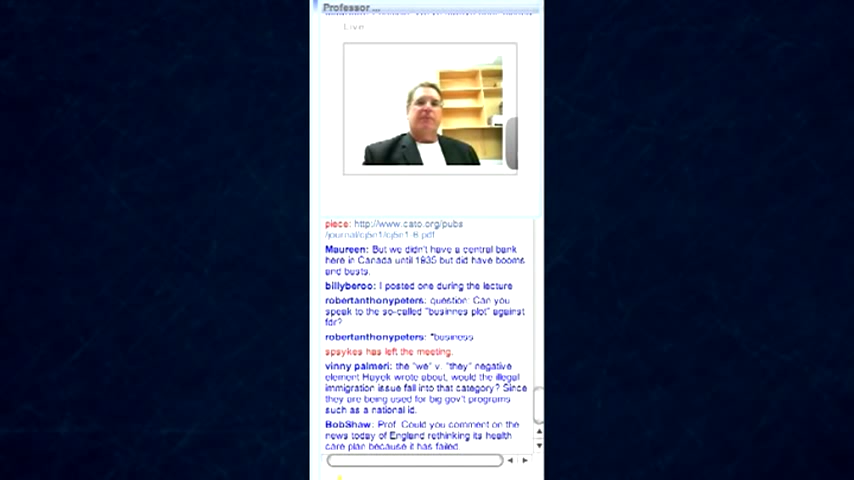 Professor ...
Live
piece: http://www.cato.org/pubs
/journal/cj5n1/cj5n1-6.pdf
Maureen: But we didn't have a central bank
here in Canada until 1935 but did have booms
and busts.
billyberoo: I posted one during the lecture
robertanthonypeters: question: Can you
speak to the so-called "businnes plot" against
fdr?
robertanthonypeters: *business
spsykes has left the meeting.
vinny palmeri: the "we" v. "they" negative
element Hayek wrote about, would the illegal
immigration issue fall into that category? Since
they are being used for big gov't programs
such as a national id.
BobShaw: Prof. Could you comment on the
news today of England rethinking its health
care plan because it has failed.